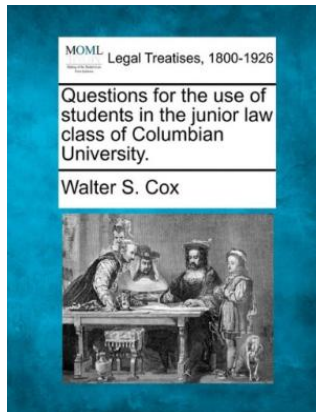 MOML
Legal Treatises, 1800-1926
Questions for the use of
students in the junior law
class of Columbian
University.
Walter S. Cox